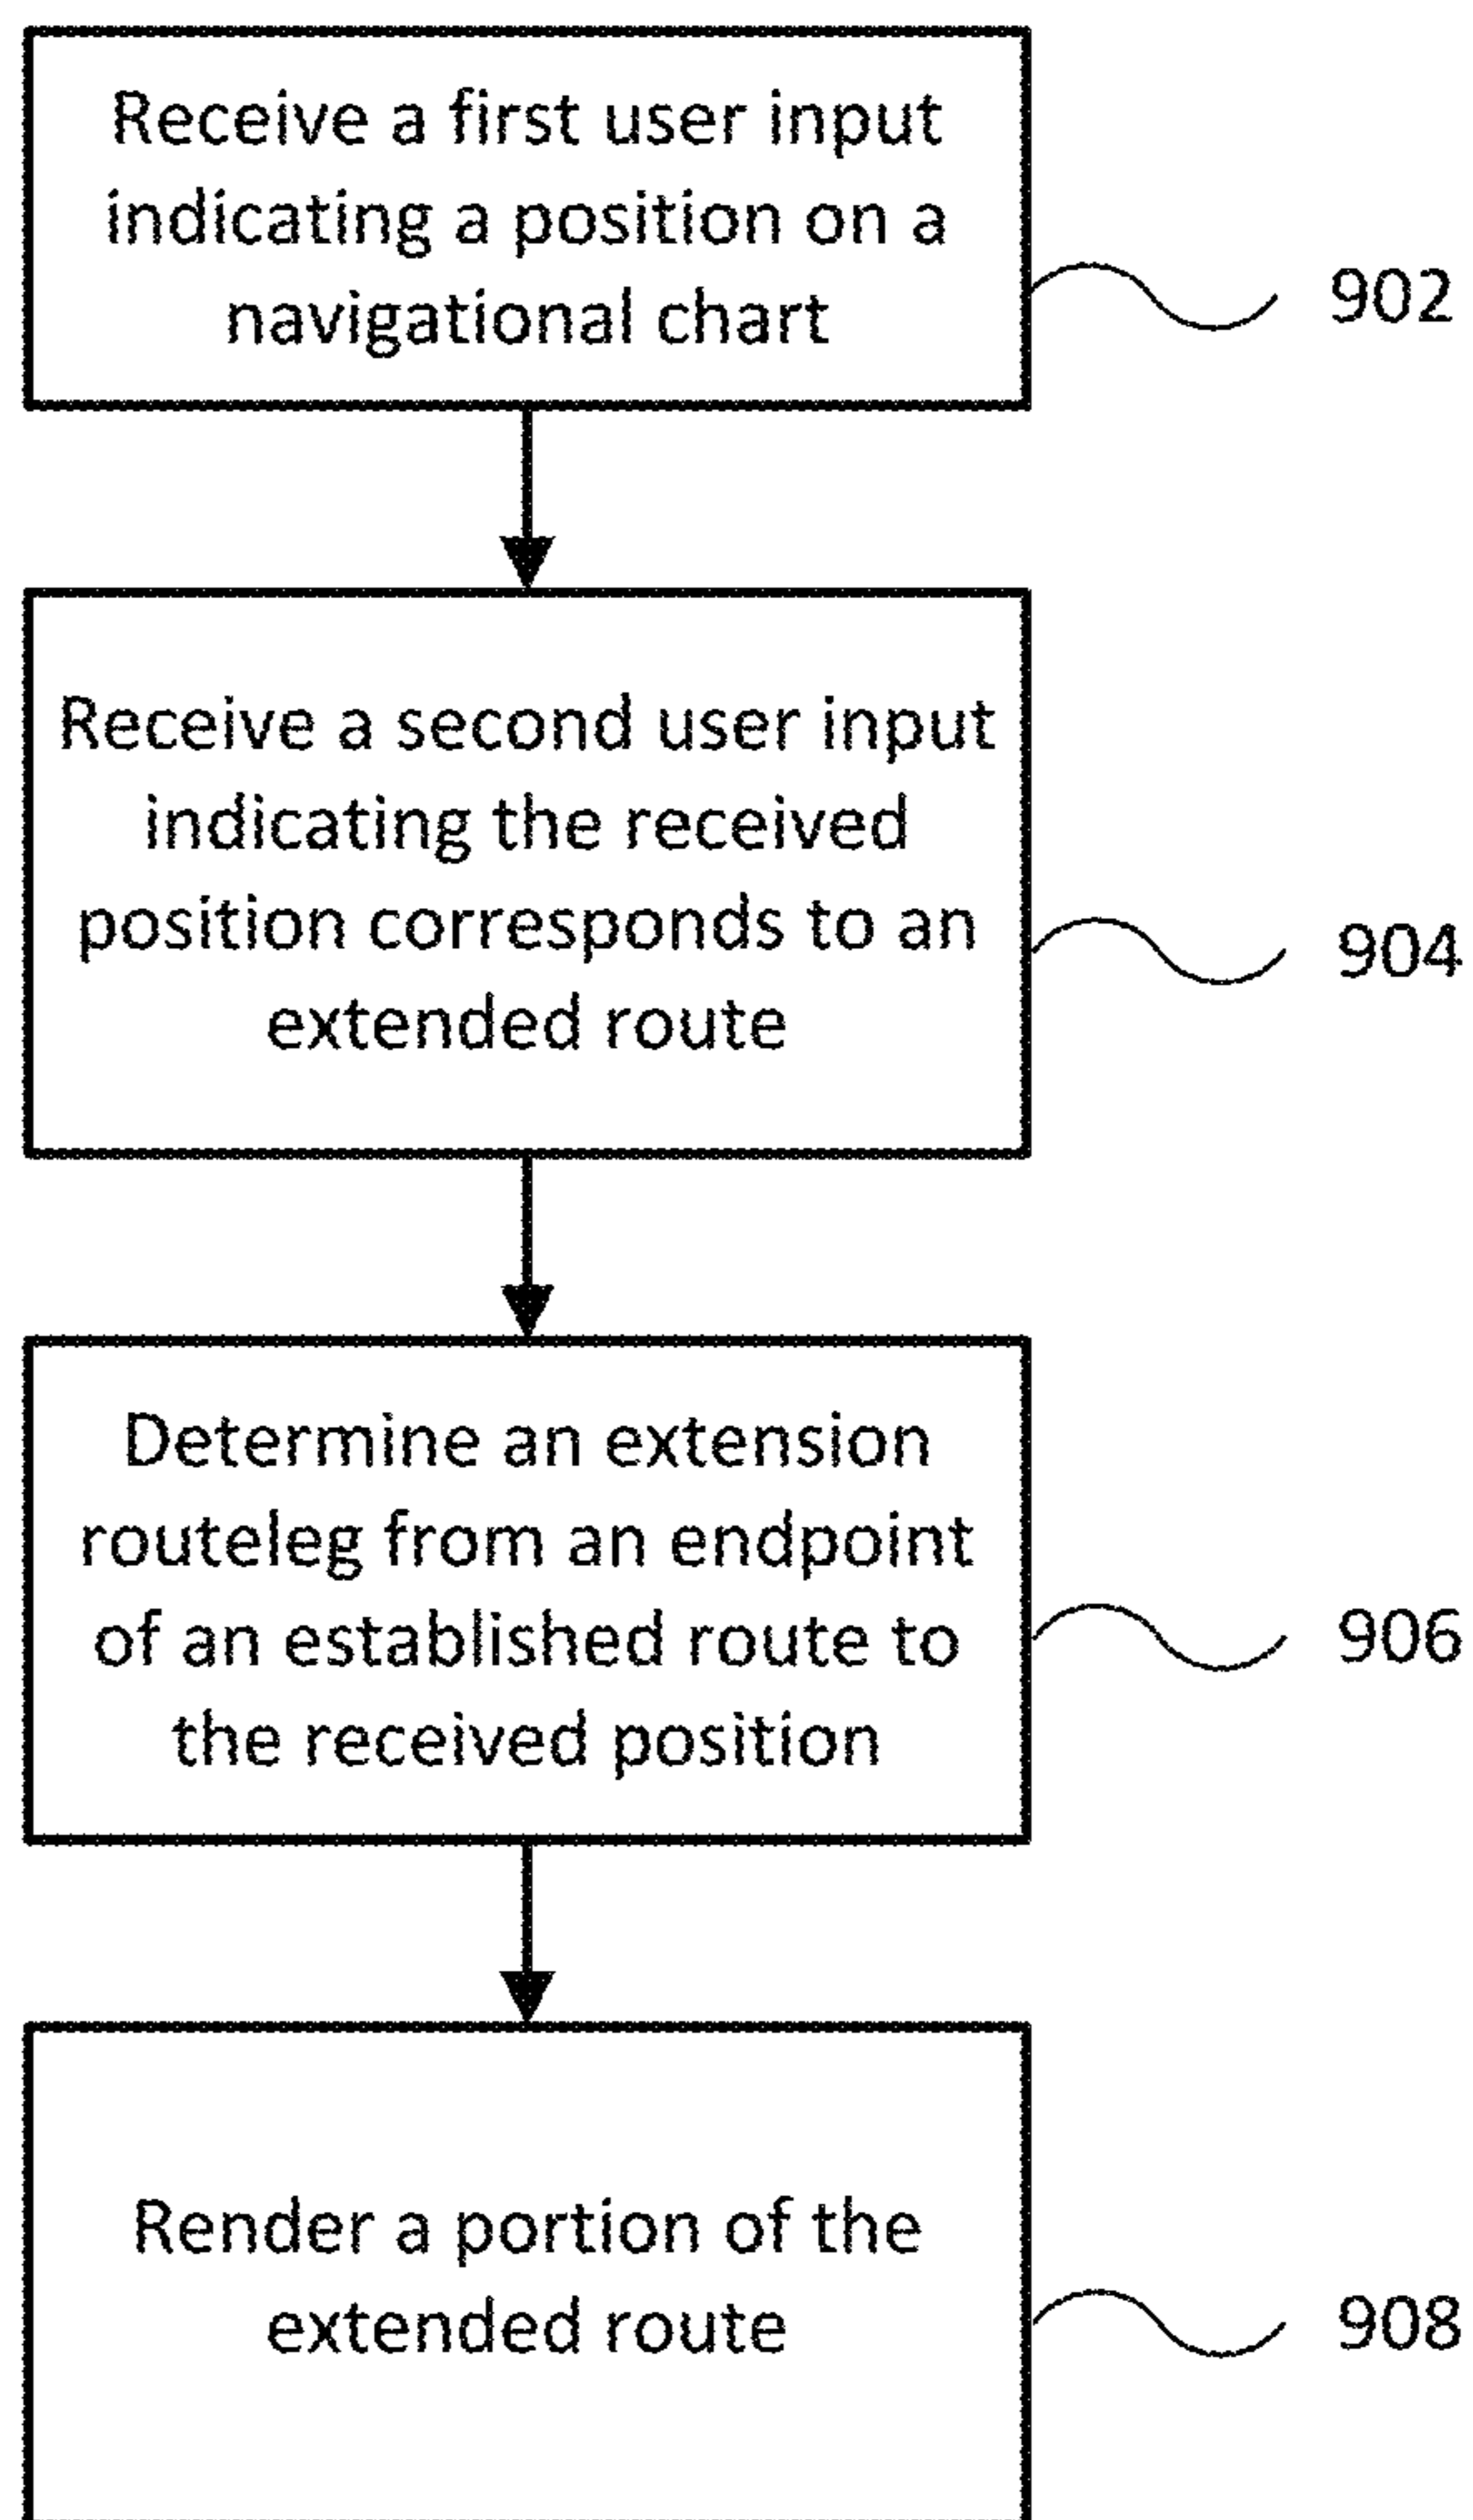 Receive a first user input
indicating a position on a
navigational chart
902
Receive a second user input
indicating the received
position corresponds to an
extended route
904
Determine an extension
routeleg from an endpoint
of an established route to
the received position
906
Render a portion of the
extended route
908